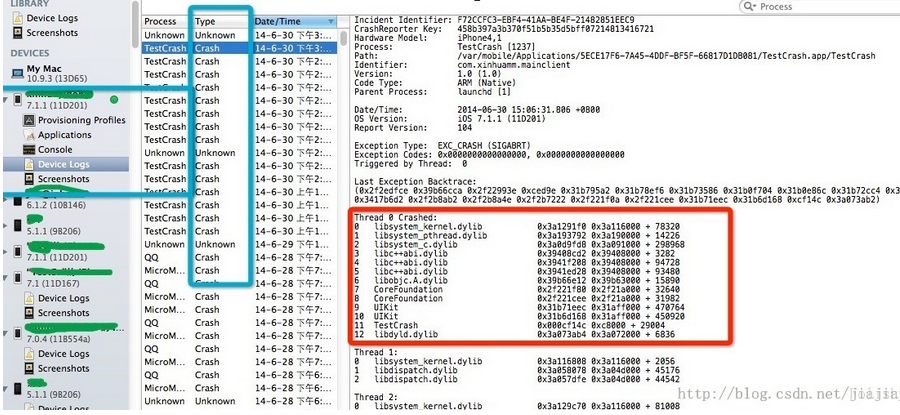 LIBRARY
Device Logs
Screenshots
DEVICES
My Mac
10.9.3 (13D65)
7.1.1 (11D201)
Provisioning Profiles
Applications
Console
Device Logs
Screenshots
6.1.2 (10B146)
5.1.1 (9B206)
7.1.1 (11D201)
7.1 (11D167)
Device Logs
Screenshots
7.0.4 (11B554a)
Device Logs
Screenshots
5.1.1 (9B206)
Device Logs
Process Type Date/Time
Unknown Unknown 14-6-30 下午3:...
TestCrash Crash 14-6-30 下午3:...
TestCrash Crash 14-6-30 下午2:...
TestCrash Crash 14-6-30 下午2:...
TestCrash Crash 14-6-30 下午2:...
TestCrash Crash 14-6-30 下午2:...
TestCrash Crash 14-6-30 下午2:...
TestCrash Crash 14-6-30 下午2:...
TestCrash Crash 14-6-30 下午2:...
Unknown Unknown 14-6-30 下午2:...
TestCrash Crash 14-6-30 下午2:...
TestCrash Crash 14-6-30 下午2:...
TestCrash Crash 14-6-30 上午1...
TestCrash Crash 14-6-30 上午1...
TestCrash Crash 14-6-30 上午1...
TestCrash Crash 14-6-30 上午1...
Unknown Unknown 14-6-29 下午1...
QQ Crash 14-6-28 下午7:...
MicroM... Crash 14-6-28 下午7:...
QQ Crash 14-6-28 下午7:...
MicroM... Crash 14-6-28 下午7:...
MicroM... Crash 14-6-28 下午7:...
QQ Crash 14-6-28 下午7:...
QQ Crash 14-6-28 下午7:...
QQ Crash 14-6-28 下午7:...
QQ Crash 14-6-28 下午7:...
MicroM... Crash 14-6-28 下午6:...
Unknown Unknown 14-6-28 下午6:...
Process
Incident Identifier: F72CCFC3-EBF4-41AA-BE4F-21482851EEC9
CrashReporter Key: 458b397a3b370f51b5b35d5bff07214813416721
Hardware Model: iPhone4,1
Process: TestCrash [1237]
Path: /var/mobile/Applications/5ECE17F6-7A45-4DDF-BF5F-66817D1DB081/TestCrash.app/TestCrash
Identifier: com.xinhuamm.mainclient
Version: 1.0 (1.0)
Code Type: ARM (Native)
Parent Process: launchd [1]
Date/Time: 2014-06-30 15:06:31.806 +0800
OS Version: iOS 7.1.1 (11D201)
Report Version: 104
Exception Type: EXC_CRASH (SIGABRT)
Exception Codes: 0x0000000000000000, 0x0000000000000000
Triggered by Thread: 0
Last Exception Backtrace:
(0x2f2edfce 0x39b66cca 0x2f22993e 0xced9e 0x31b795a2 0x31b78ef6 0x31b73586 0x31b0f704 0x31b0e86c 0x31b72cc4
0x3417b6d2 0x2f2b8ab2 0x2f2b8a4e 0x2f2b7222 0x2f221f0a 0x2f221cee 0x31b71eec 0x31b6d168 0xcf14c 0x3a073ab2)
Thread 0 Crashed:
0 libsystem_kernel.dylib 0x3a1291f0 0x3a116000 + 78320
1 libsystem_pthread.dylib 0x3a193792 0x3a190000 + 14226
2 libsystem_c.dylib 0x3a0d9fd8 0x3a091000 + 298968
3 libc++abi.dylib 0x39408cd2 0x39408000 + 3282
4 libc++abi.dylib 0x3941f208 0x39408000 + 94728
5 libc++abi.dylib 0x3941ed28 0x39408000 + 93480
6 libobjc.A.dylib 0x39b66e12 0x39b63000 + 15890
7 CoreFoundation 0x2f221f80 0x2f21a000 + 32640
8 CoreFoundation 0x2f221cee 0x2f21a000 + 31982
9 UIKit 0x31b71eec 0x31aff000 + 470764
10 UIKit 0x31b6d168 0x31aff000 + 450920
11 TestCrash 0x000cf14c 0xc8000 + 29004
12 libdyld.dylib 0x3a073ab4 0x3a072000 + 6836
Thread 1:
0 libsystem_kernel.dylib 0x3a116808 0x3a116000 + 2056
1 libdispatch.dylib 0x3a058078 0x3a04d000 + 45176
2 libdispatch.dylib 0x3a057dfe 0x3a04d000 + 44542
Thread 2:
0 libsystem_kernel.dylib 0x3a129c70 0x3a116000 + 81008